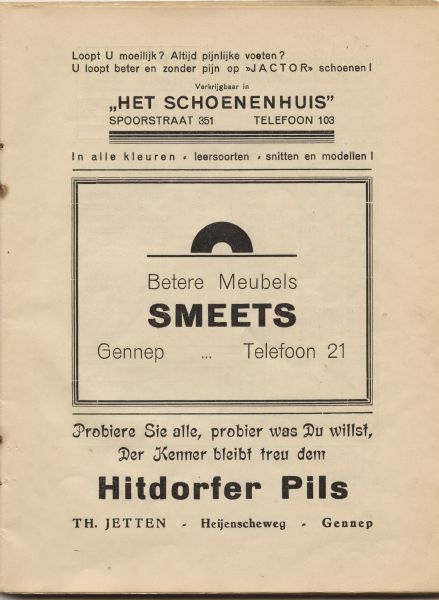 Loopt U moeilijk? Altijd pijnlijke voeten?
U loopt beter en zonder pijn op »JACTOR» schoenen!
Verkrijgbaar in
„HET SCHOENENHUIS”
SPOORSTRAAT 351 TELEFOON 103
In alle kleuren - leersoorten - snitten en modellen!
Betere Meubels
SMEETS
Gennep ... Telefoon 21
Probiere Sie alle, probier was Du willst,
Der Kenner bleibt treu dem
Hitdorfer Pils
TH. JETTEN - Heijenscheweg - Gennep